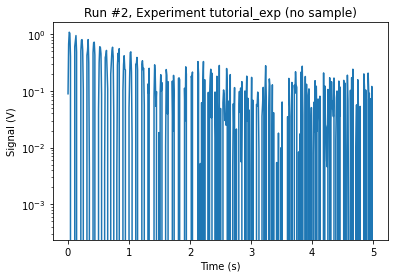 Run #2, Experiment tutorial_exp (no sample)
10⁰
10⁻¹
10⁻²
10⁻³
Signal (V)
0 1 2 3 4 5
Time (s)